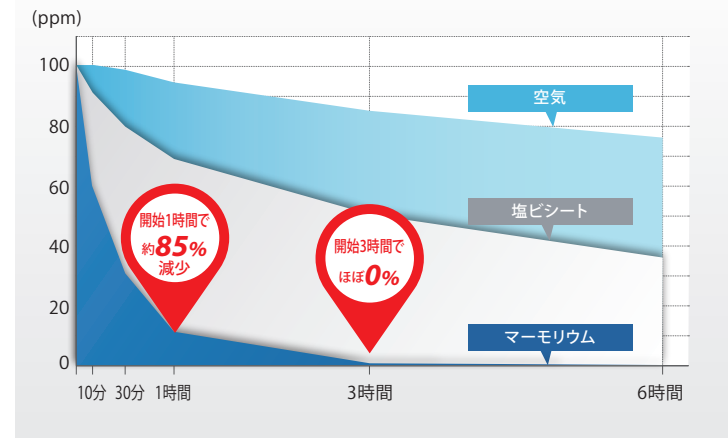 (ppm)
100
80
60
40
20
0
空気
塩ビシート
マーモリウム
開始1時間で
約85%
減少
開始3時間で
ほぼ0%
10分 30分 1時間 3時間 6時間